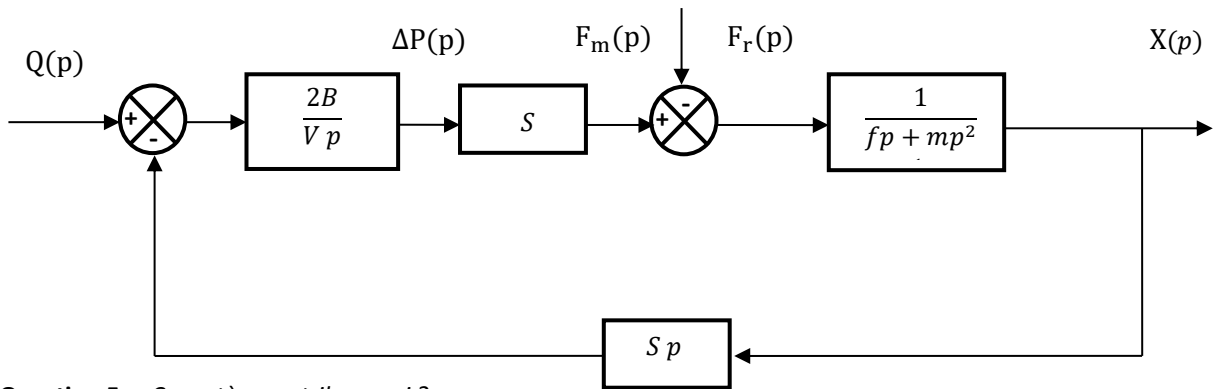 Q(p)
+
-
2B
V p
ΔP(p)
S
F_m(p)
+
-
F_r(p)
1
fp + mp²
X(p)
S p